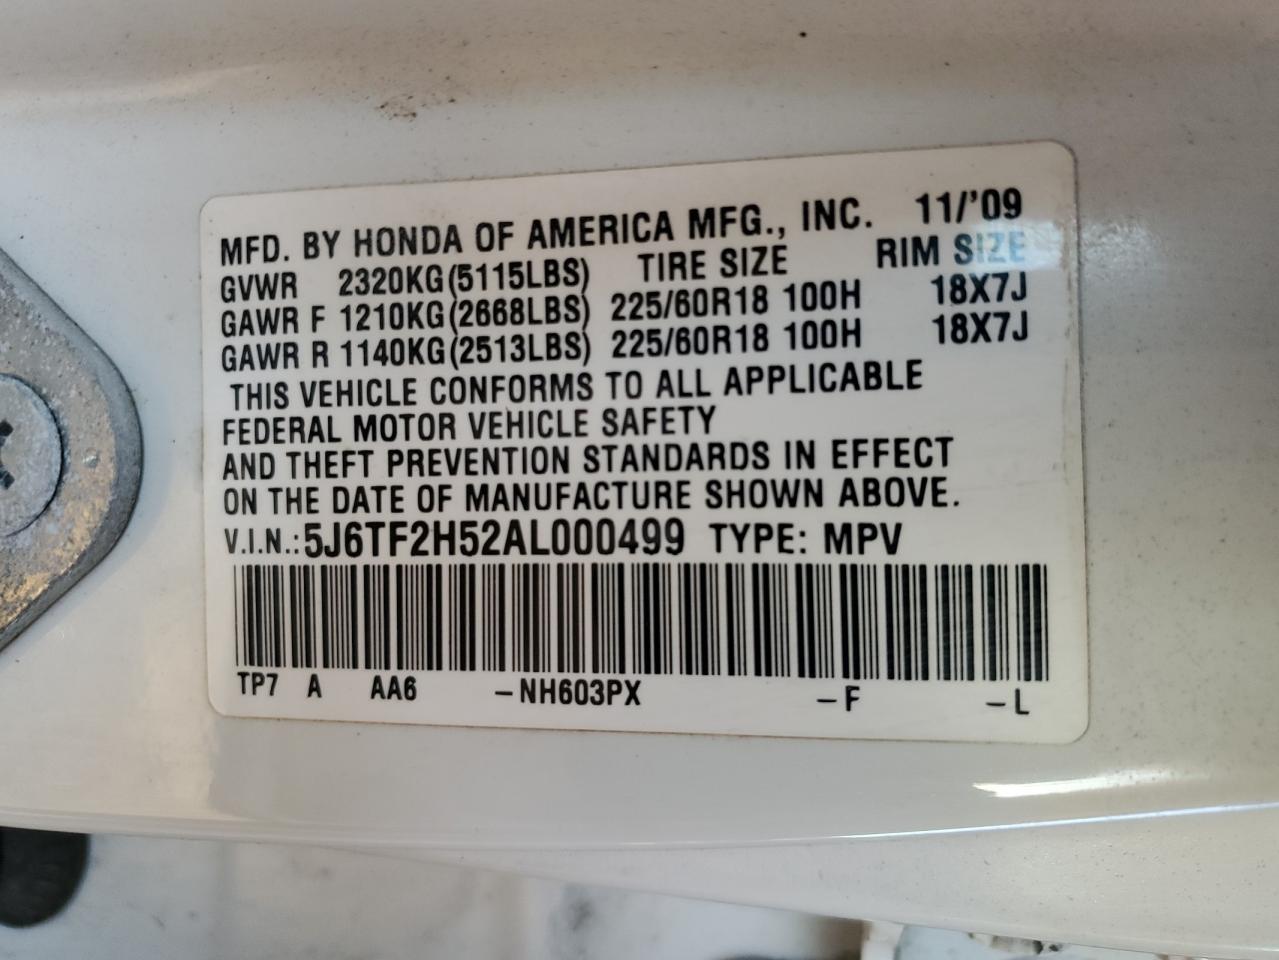 MFD. BY HONDA OF AMERICA MFG., INC. 11/'09
GVWR 2320KG(5115LBS) TIRE SIZE RIM SIZE
GAWR F 1210KG(2668LBS) 225/60R18 100H 18X7J
GAWR R 1140KG(2513LBS) 225/60R18 100H 18X7J
THIS VEHICLE CONFORMS TO ALL APPLICABLE
FEDERAL MOTOR VEHICLE SAFETY
AND THEFT PREVENTION STANDARDS IN EFFECT
ON THE DATE OF MANUFACTURE SHOWN ABOVE.
V.I.N.:5J6TF2H52AL000499 TYPE: MPV
TP7 A AA6 -NH603PX -F -L